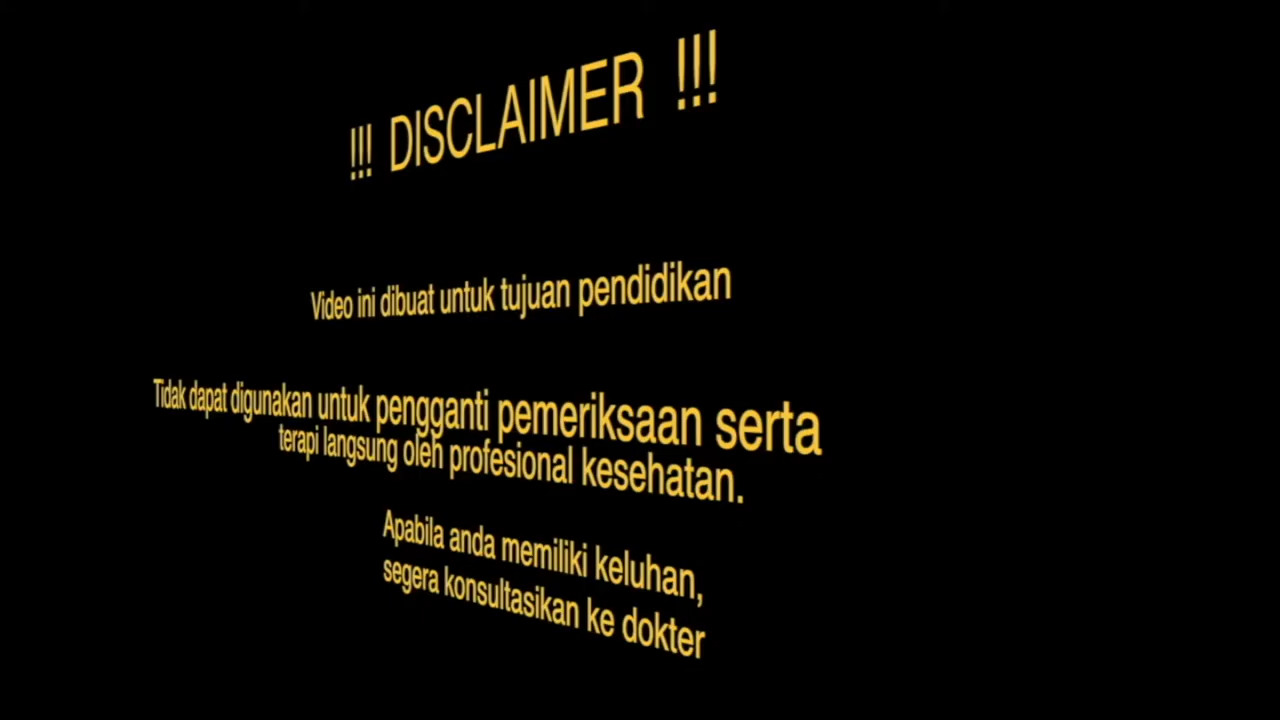 !!! DISCLAIMER !!!
Video ini dibuat untuk tujuan pendidikan
Tidak dapat digunakan untuk pengganti pemeriksaan serta
terapi langsung oleh profesional kesehatan.
Apabila anda memiliki keluhan,
segera konsultasikan ke dokter